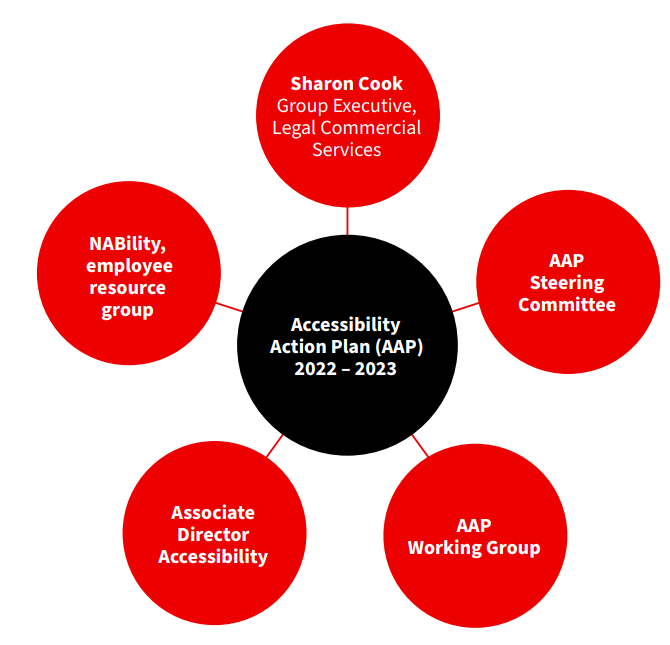 Sharon Cook
Group Executive,
Legal Commercial
Services
NABility,
employee
resource
group
AAP
Steering
Committee
Accessibility
Action Plan (AAP)
2022 – 2023
Associate
Director
Accessibility
AAP
Working Group